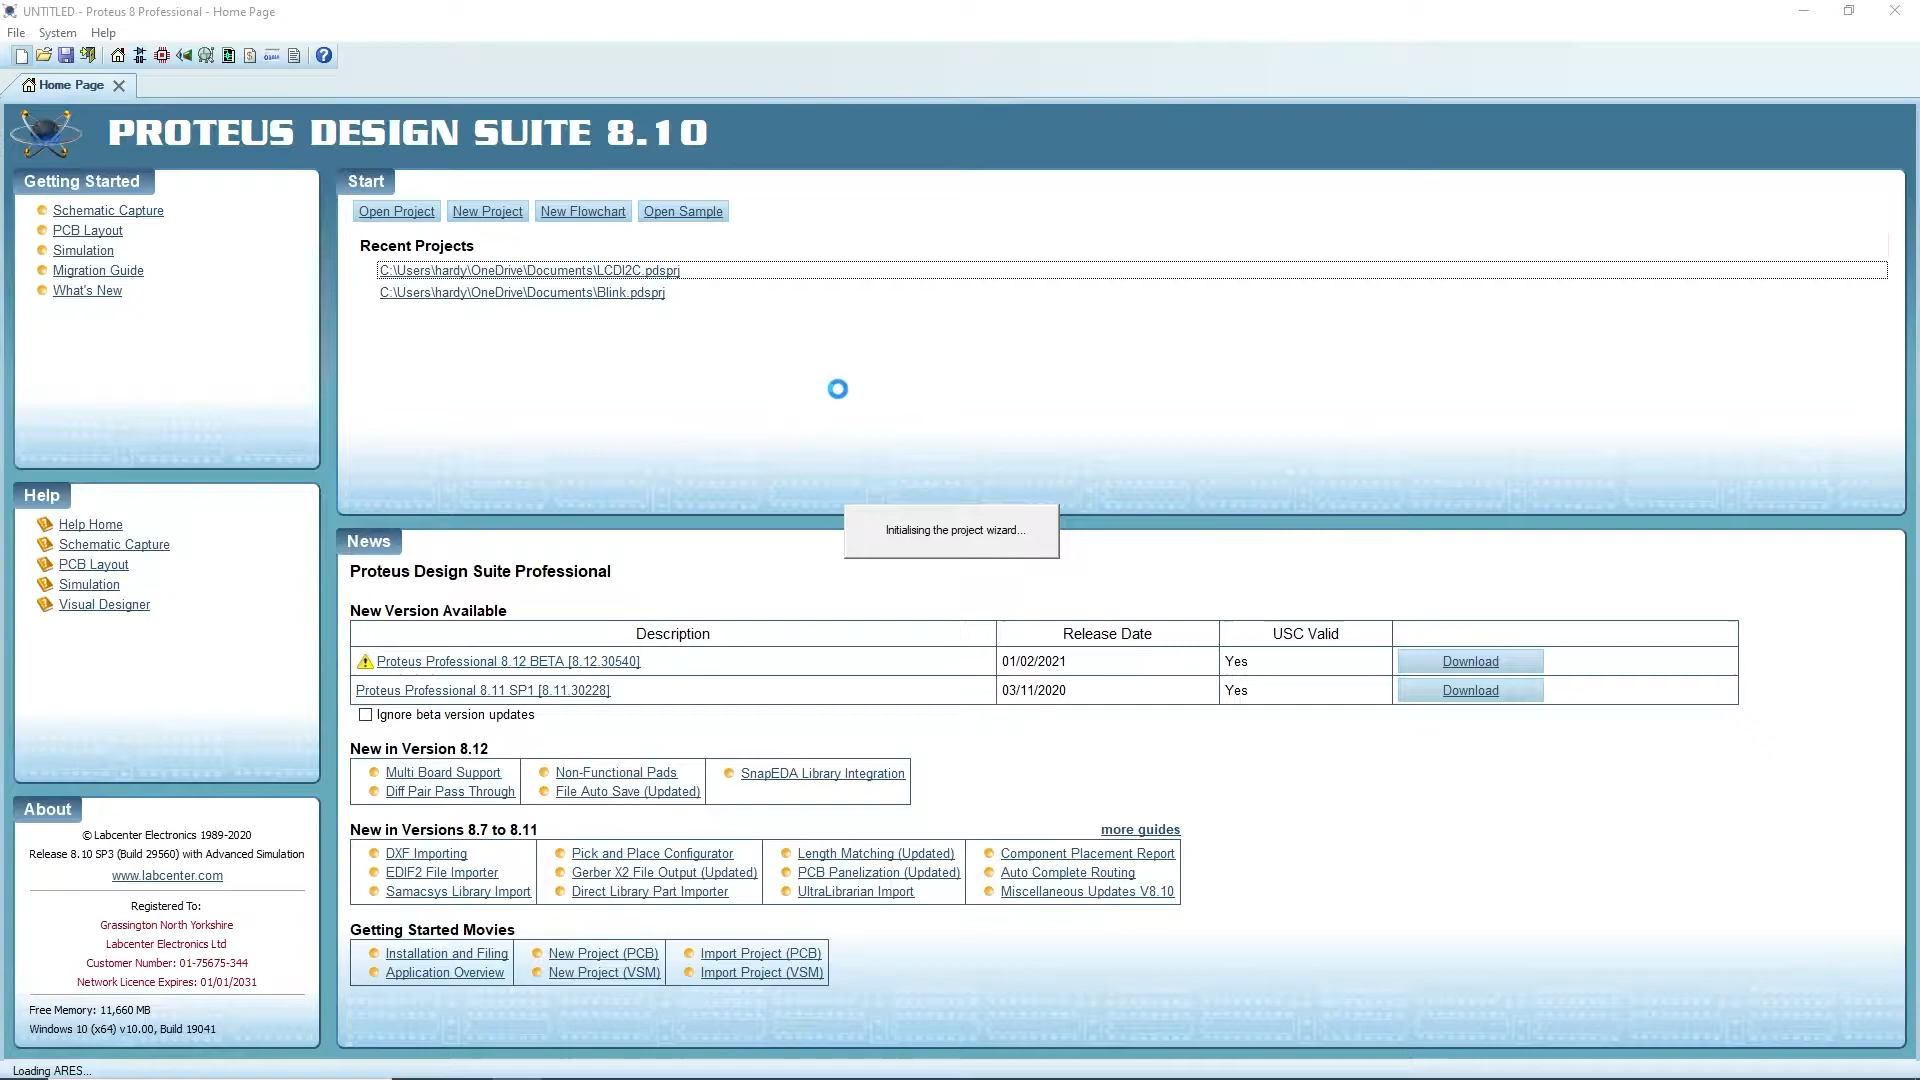 UNTITLED - Proteus 8 Professional - Home Page
File System Help
Home Page
PROTEUS DESIGN SUITE 8.10
Getting Started
Schematic Capture
PCB Layout
Simulation
Migration Guide
What's New
Start
Open Project New Project New Flowchart Open Sample
Recent Projects
C:\Users\hardy\OneDrive\Documents\LCDI2C.pdsprj
C:\Users\hardy\OneDrive\Documents\Blink.pdsprj
Initialising the project wizard...
Help
Help Home
Schematic Capture
PCB Layout
Simulation
Visual Designer
News
Proteus Design Suite Professional
New Version Available
Description Release Date USC Valid
Proteus Professional 8.12 BETA [8.12.30540] 01/02/2021 Yes Download
Proteus Professional 8.11 SP1 [8.11.30228] 03/11/2020 Yes Download
Ignore beta version updates
New in Version 8.12
Multi Board Support Non-Functional Pads SnapEDA Library Integration
Diff Pair Pass Through File Auto Save (Updated)
New in Versions 8.7 to 8.11 more guides
DXF Importing Pick and Place Configurator Length Matching (Updated) Component Placement Report
EDIF2 File Importer Gerber X2 File Output (Updated) PCB Panelization (Updated) Auto Complete Routing
Samacsys Library Import Direct Library Part Importer UltraLibrarian Import Miscellaneous Updates V8.10
Getting Started Movies
Installation and Filing New Project (PCB) Import Project (PCB)
Application Overview New Project (VSM) Import Project (VSM)
About
© Labcenter Electronics 1989-2020
Release 8.10 SP3 (Build 29560) with Advanced Simulation
www.labcenter.com
Registered To:
Grassington North Yorkshire
Labcenter Electronics Ltd
Customer Number: 01-75675-344
Network Licence Expires: 01/01/2031
Free Memory: 11,660 MB
Windows 10 (x64) v10.00, Build 19041
Loading ARES...